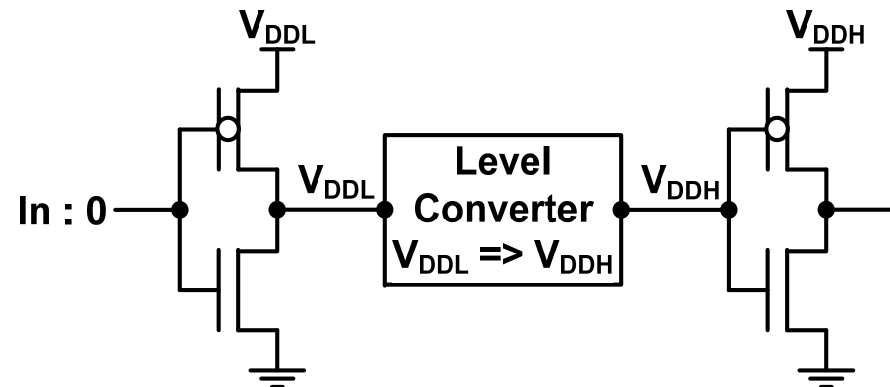 VDDL
VDDH
In : 0
VDDL
Level
Converter
VDDL => VDDH
VDDH